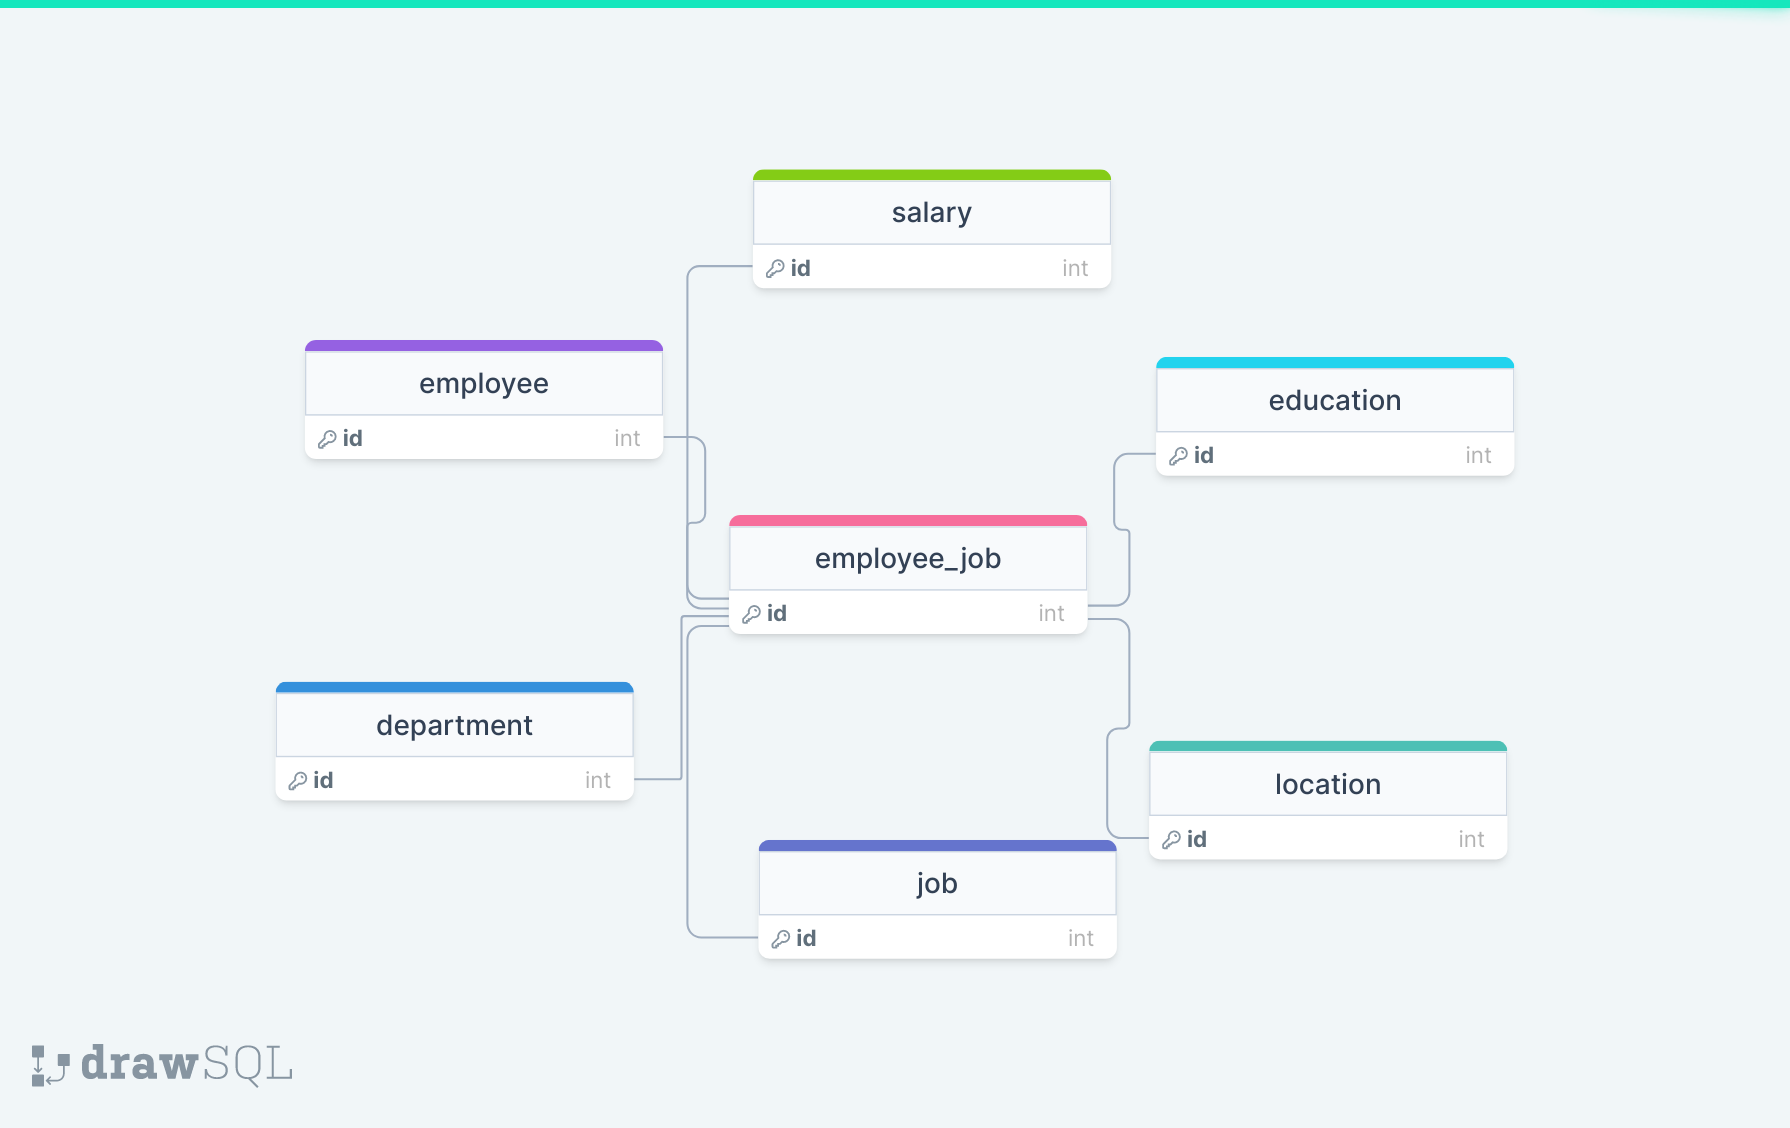 salary
id int
employee
id int
education
id int
employee_job
id int
department
id int
location
id int
job
id int
drawSQL